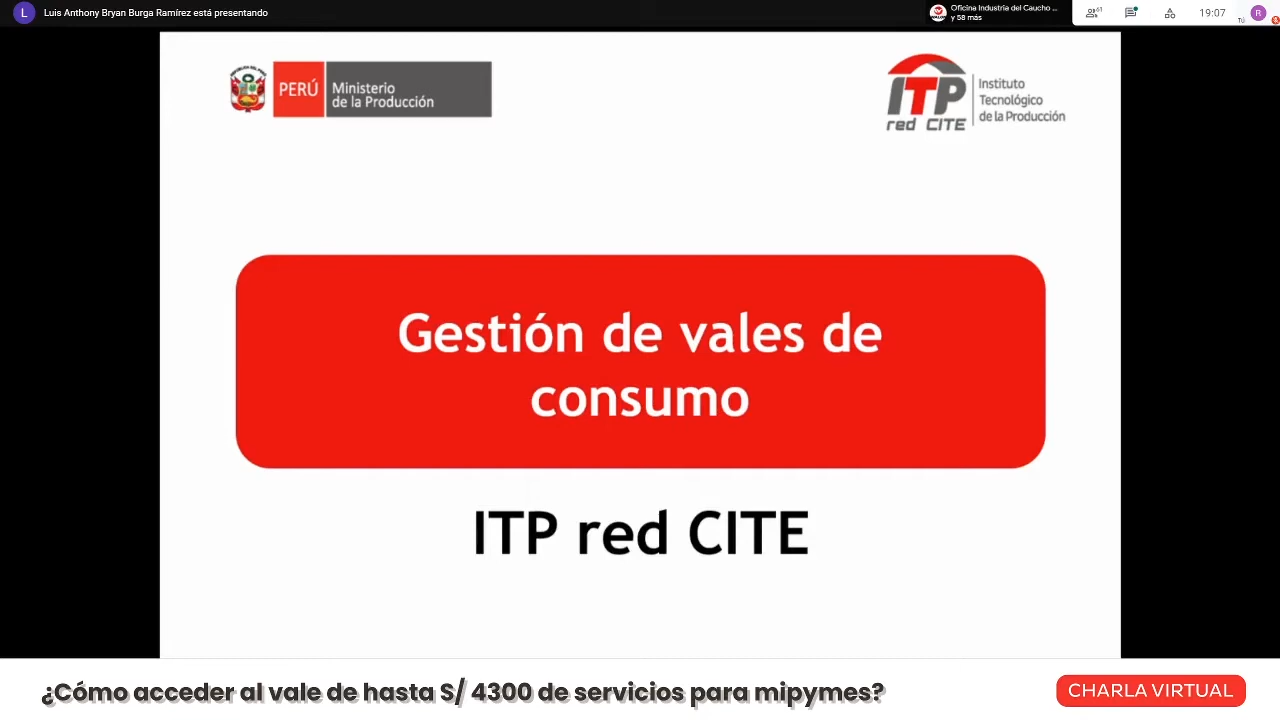 L Luis Anthony Bryan Burga Ramírez está presentando
Oficina Industria del Caucho ...
y 58 más
61
19:07
Tú
R
PERÚ
Ministerio
de la Producción
ITP
red CITE
Instituto
Tecnológico
de la Producción
Gestión de vales de
consumo
ITP red CITE
¿Cómo acceder al vale de hasta S/ 4300 de servicios para mipymes?
CHARLA VIRTUAL